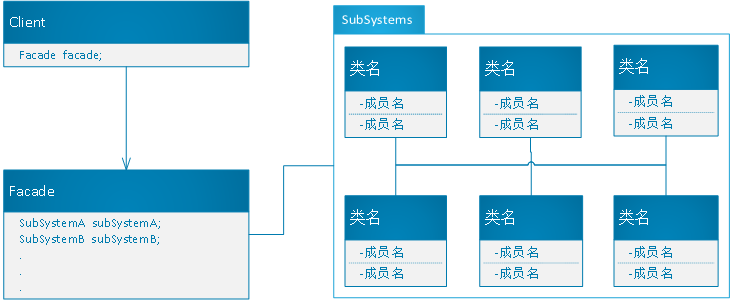 Client
Facade facade;
Facade
SubSystemA subSystemA;
SubSystemB subSystemB;
.
.
.
SubSystems
类名
-成员名
-成员名
类名
-成员名
-成员名
类名
-成员名
-成员名
类名
-成员名
-成员名
类名
-成员名
-成员名
类名
-成员名
-成员名